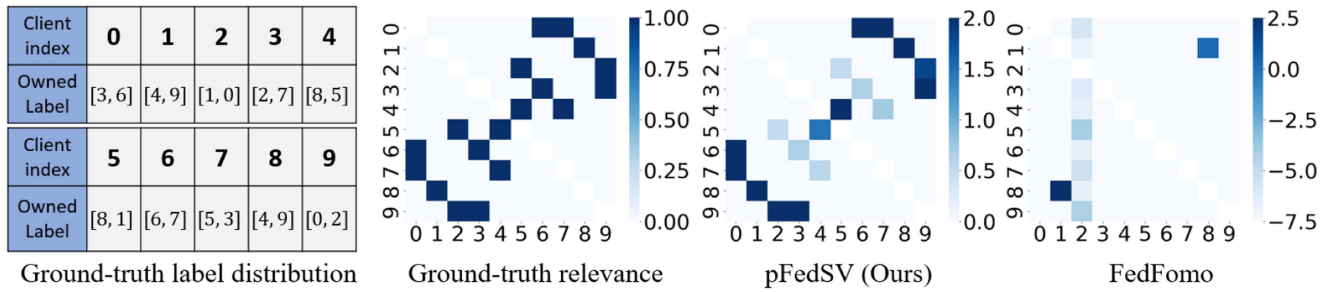 Client index 0 1 2 3 4
Owned Label [3, 6] [4, 9] [1, 0] [2, 7] [8, 5]
Client index 5 6 7 8 9
Owned Label [8, 1] [6, 7] [5, 3] [4, 9] [0, 2]
Ground-truth label distribution
0 1 2 3 4 5 6 7 8 9
0 1 2 3 4 5 6 7 8 9
1.00
0.75
0.50
0.25
0.00
Ground-truth relevance
0 1 2 3 4 5 6 7 8 9
0 1 2 3 4 5 6 7 8 9
2.0
1.5
1.0
0.5
0.0
pFedSV (Ours)
0 1 2 3 4 5 6 7 8 9
0 1 2 3 4 5 6 7 8 9
2.5
0.0
−2.5
−5.0
−7.5
FedFomo